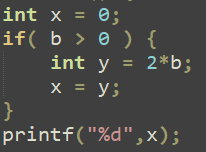 int x = 0;
if( b > 0 ) {
    int y = 2*b;
    x = y;
}
printf("%d",x);